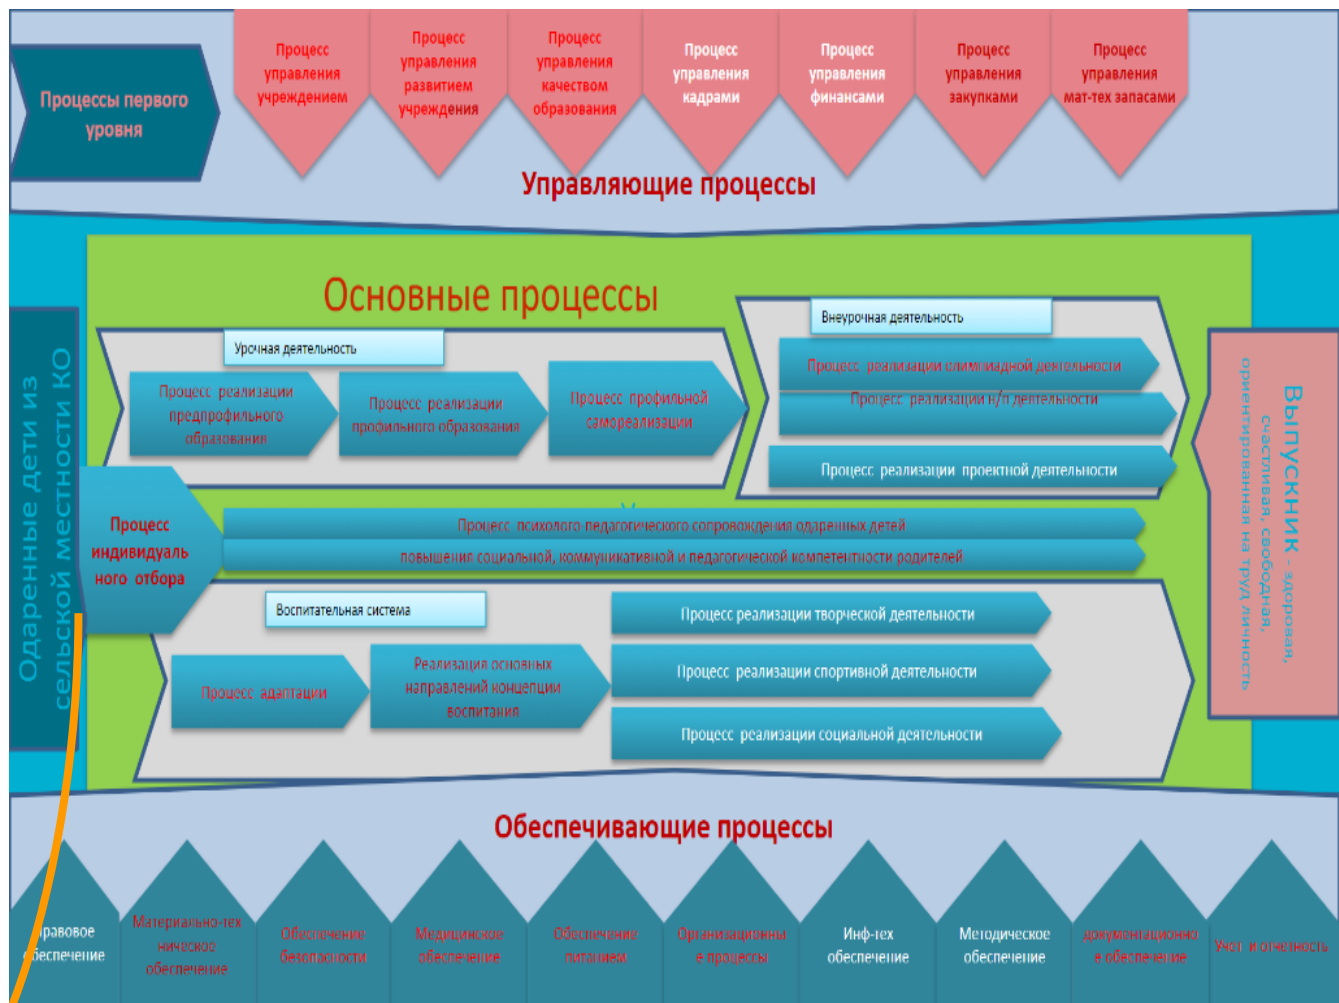 Процессы первого
уровня
Процесс
управления
учреждением
Процесс
управления
развитием
учреждения
Процесс
управления
качеством
образования
Процесс
управления
кадрами
Процесс
управления
финансами
Процесс
управления
закупками
Процесс
управления
мат-тех запасами
Управляющие процессы
Основные процессы
Одаренные дети из
сельской местности КО
Урочная деятельность
Процесс реализации
предпрофильного
образования
Процесс реализации
профильного образования
Процесс профильной
самореализации
Внеурочная деятельность
Процесс реализации олимпиадной деятельности
Процесс реализации н/п деятельности
Процесс реализации проектной деятельности
Процесс
индивидуаль
ного отбора
Процесс психолого-педагогического сопровождения одаренных детей
повышения социальной, коммуникативной и педагогической компетентности родителей
Воспитательная система
Процесс адаптации
Реализация основных
направлений концепции
воспитания
Процесс реализации творческой деятельности
Процесс реализации спортивной деятельности
Процесс реализации социальной деятельности
Выпускник - здоровая,
счастливая, свободная,
ориентированная на труд личность
Обеспечивающие процессы
правовое
обеспечение
Материально-тех
ническое
обеспечение
Обеспечение
безопасности
Медицинское
обеспечение
Обеспечение
питанием
Организационны
е процессы
Инф-тех
обеспечение
Методическое
обеспечение
документационно
е обеспечение
Учет и отчетность